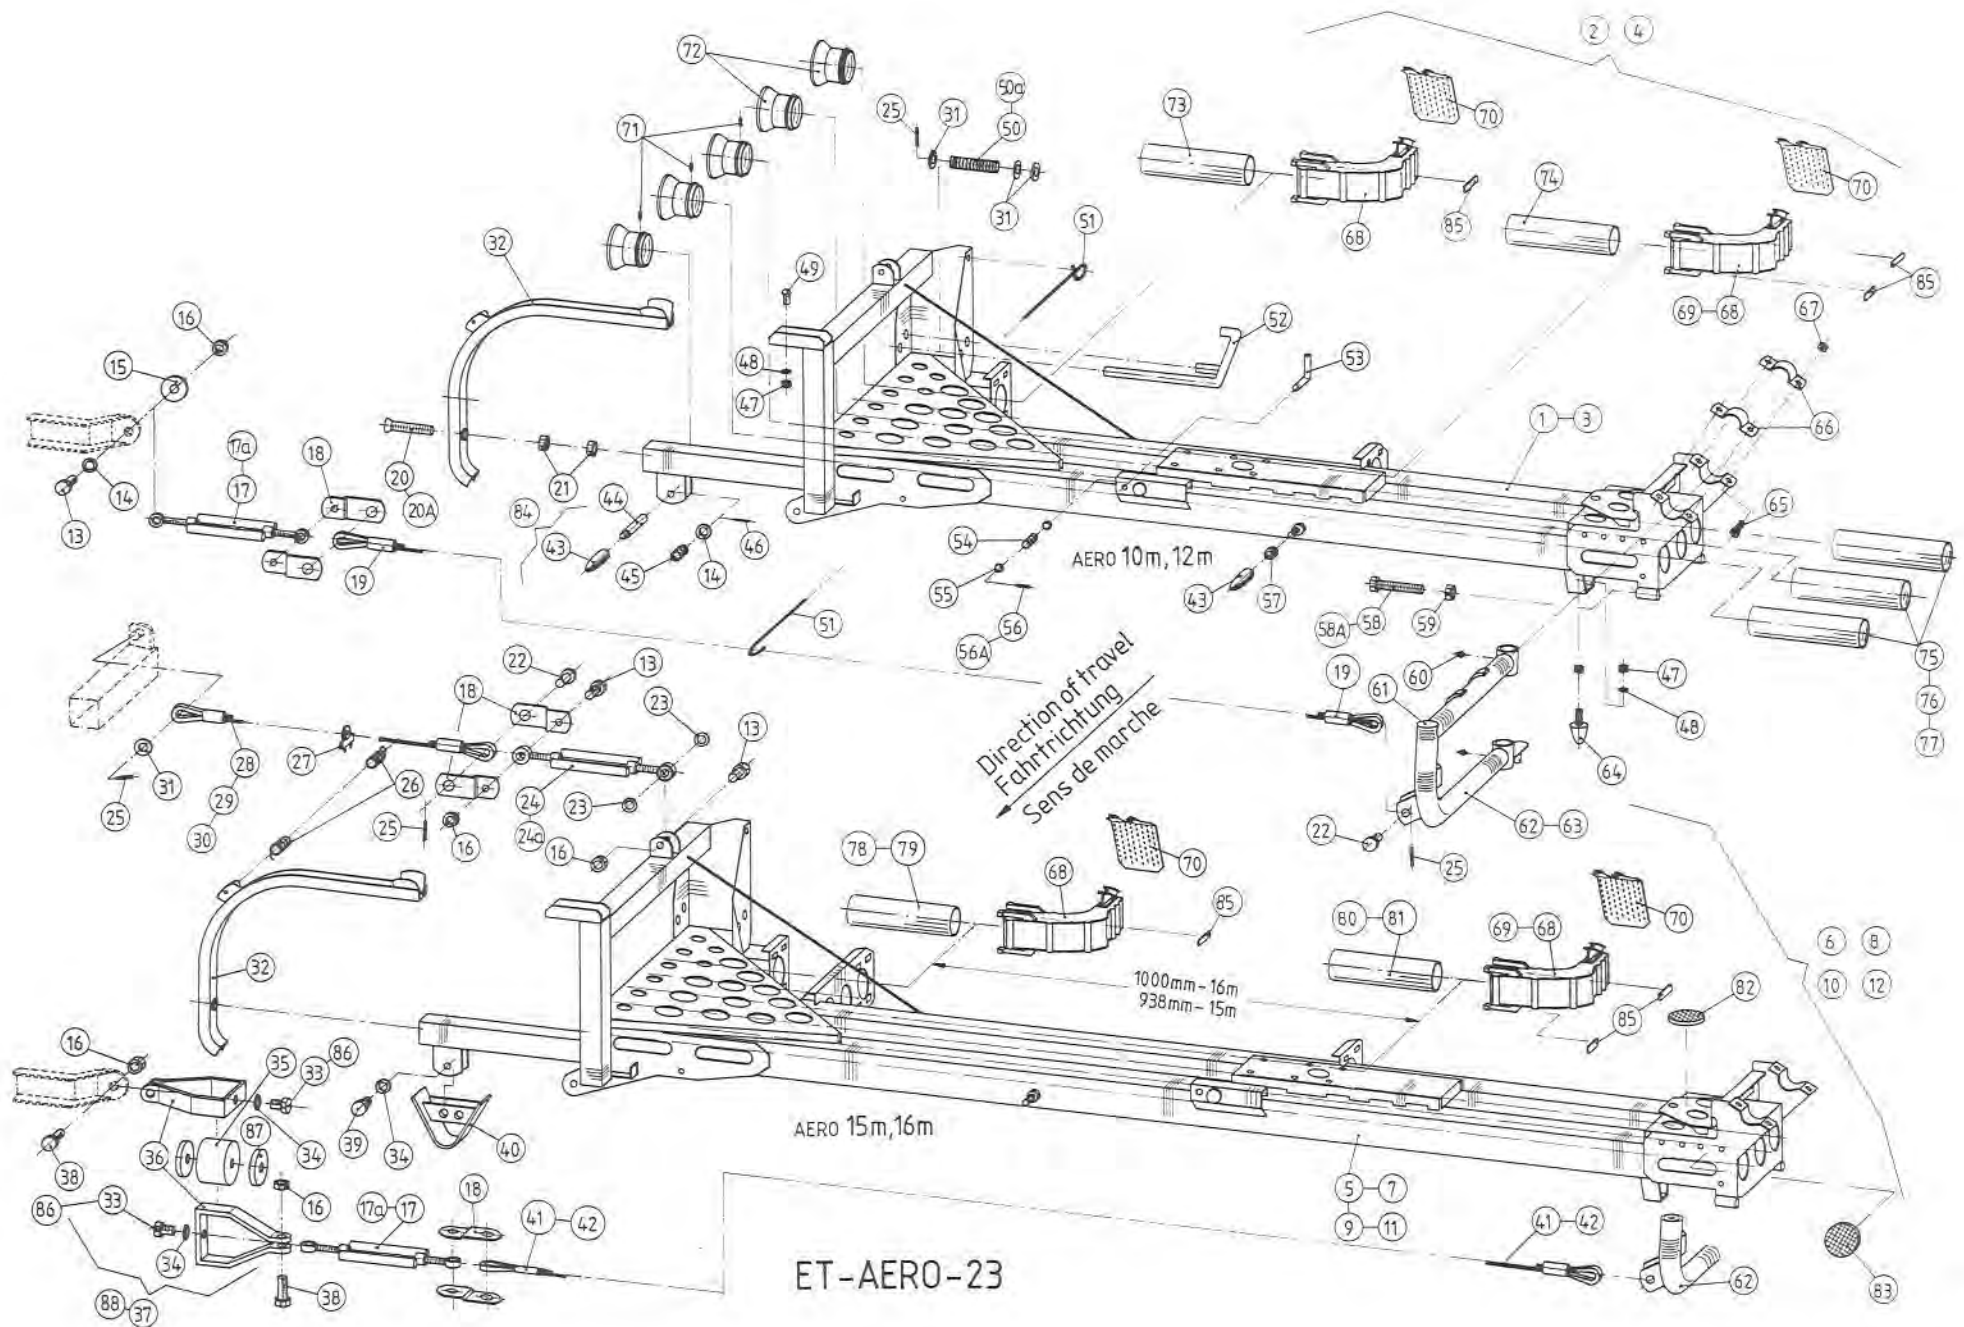 2 4
72
50a
73
70
25 31 50
71
74
70
31
51
68 85
32
49
16
52
69 68 85
67
15
48
53
47
1 3
66
17a 18
14 17 20 21 44
84
65
13 20A 54
43 46
19 45 14 AERO 10m, 12m
55 43 57
51 56 58A 58 59
56A
75
22 13
60 47
18 61 19
23
76
48
Direction of travel
Fahrtrichtung
Sens de marche
13
77
27
64
31 28 26 24 23
25 29 25
30 16 24a 16
22 62 63
78 79
70
25
68
85
80 81 69 68
70
6 8
32
1000mm-16m
938mm-15m
10 12
82
85
16
35 33 86
AERO 15m, 16m
87 34 39 34 40
36
38
18
86 33 16
17a 17 41 42
5 7
9 11
41 42
34
ET-AERO-23
88 37 38
62 83